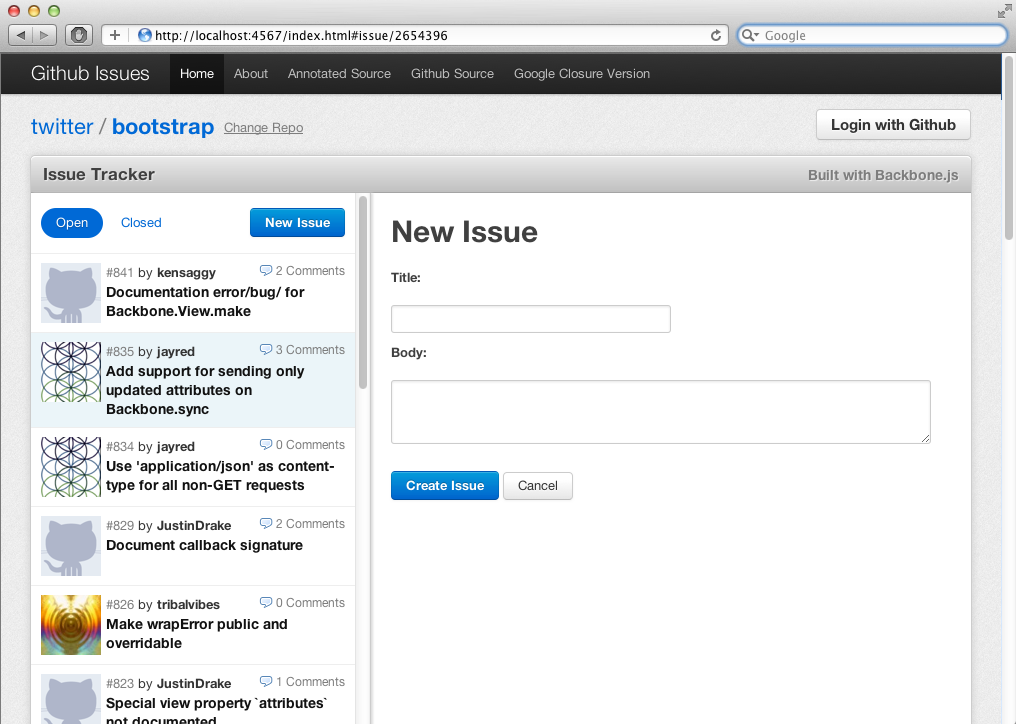 http://localhost:4567/index.html#issue/2654396
Google
Github Issues
Home
About
Annotated Source
Github Source
Google Closure Version
twitter / bootstrap
Change Repo
Login with Github
Issue Tracker
Built with Backbone.js
Open
Closed
New Issue
#841 by kensaggy
2 Comments
Documentation error/bug/ for
Backbone.View.make
#835 by jayred
3 Comments
Add support for sending only
updated attributes on
Backbone.sync
#834 by jayred
0 Comments
Use 'application/json' as content-
type for all non-GET requests
#829 by JustinDrake
2 Comments
Document callback signature
#826 by tribalvibes
0 Comments
Make wrapError public and
overridable
#823 by JustinDrake
1 Comments
Special view property `attributes`
not documented
New Issue
Title:
Body:
Create Issue
Cancel